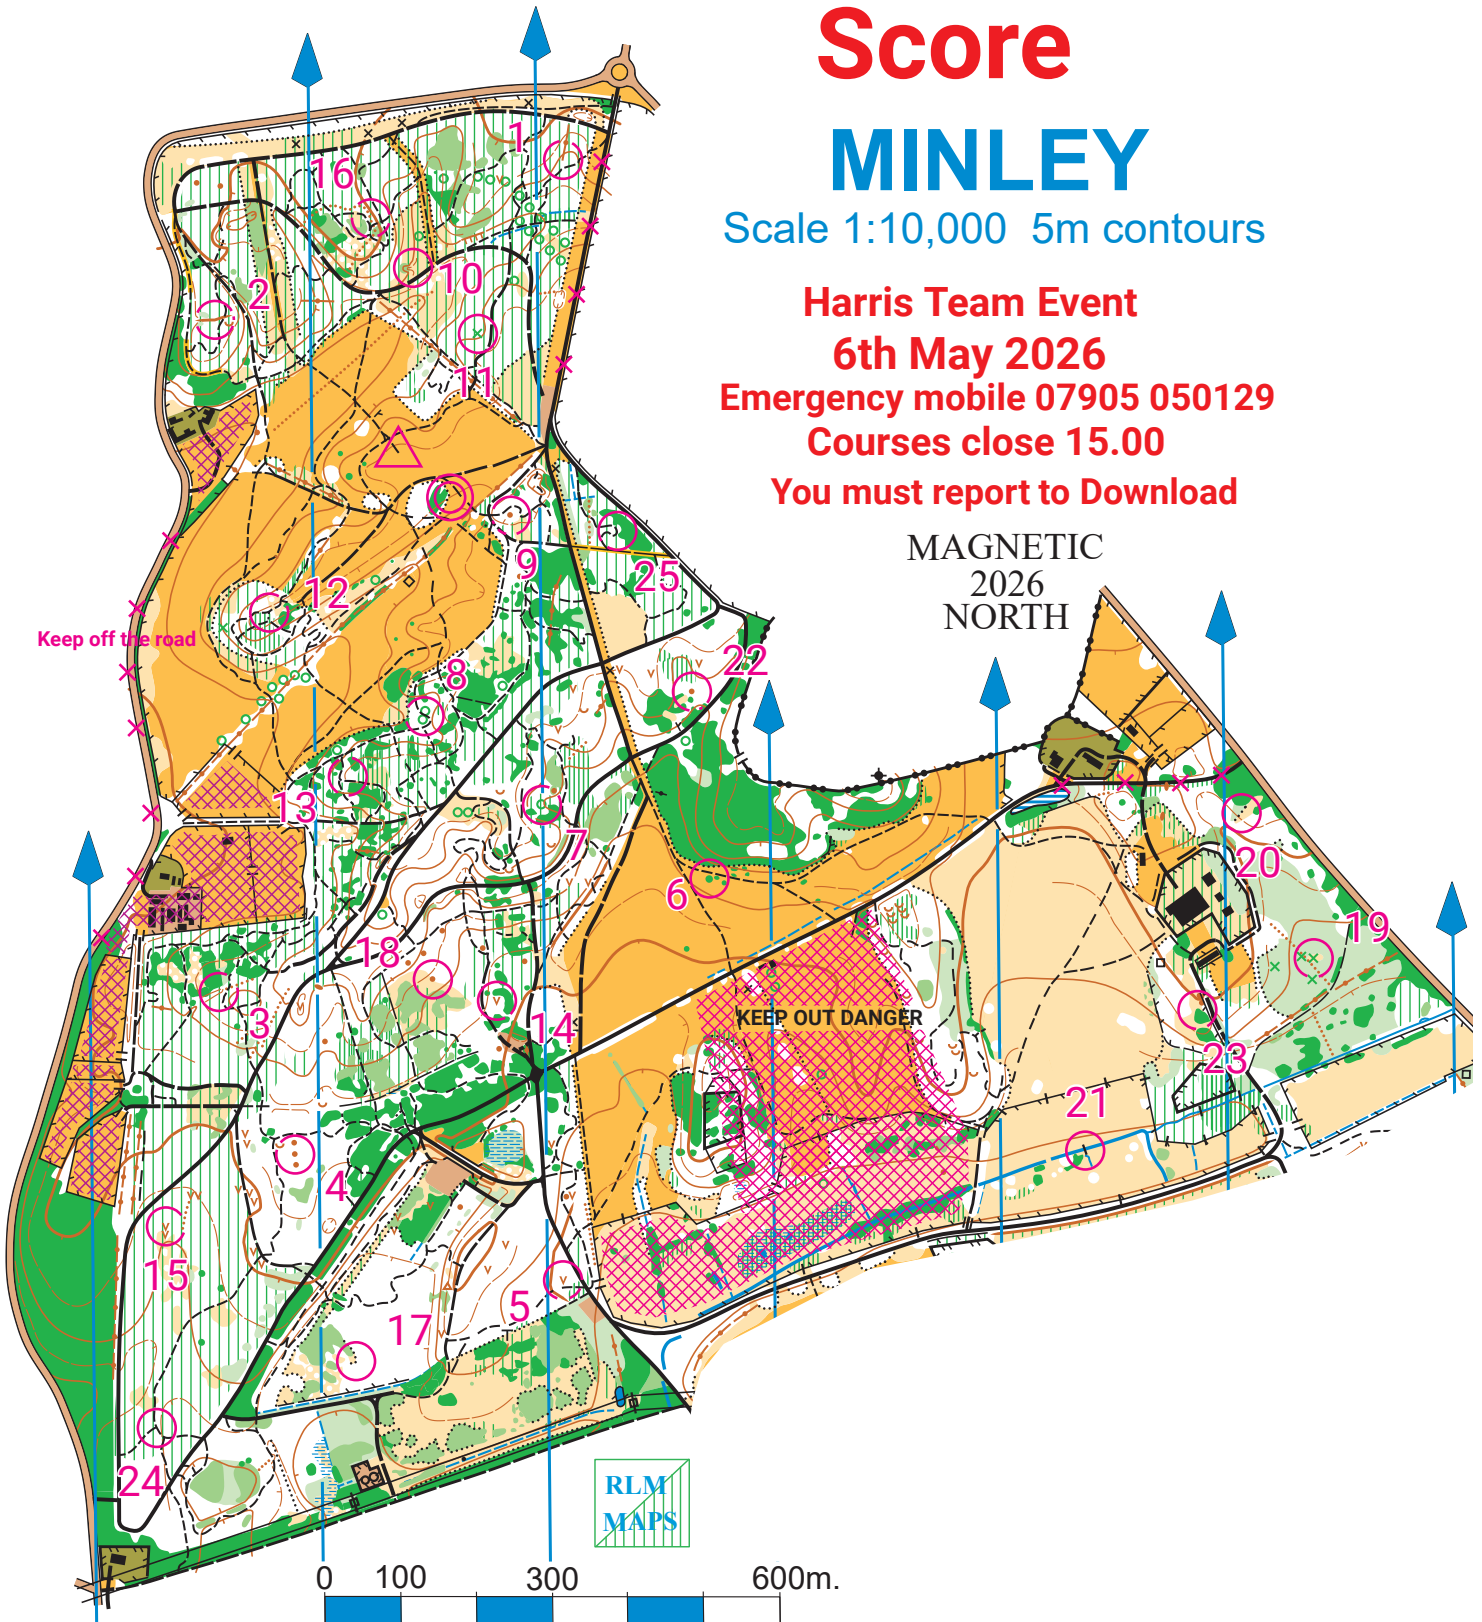 Score
MINLEY
Scale 1:10,000 5m contours
Harris Team Event
6th May 2026
Emergency mobile 07905 050129
Courses close 15.00
You must report to Download
MAGNETIC
2026
NORTH
1
16
2
10
11
9
25
12
Keep off the road
22
8
13
7
20
6
19
18
KEEP OUT DANGER
3
14
23
21
4
15
5
17
24
RLM
MAPS
0 100 300 600m.